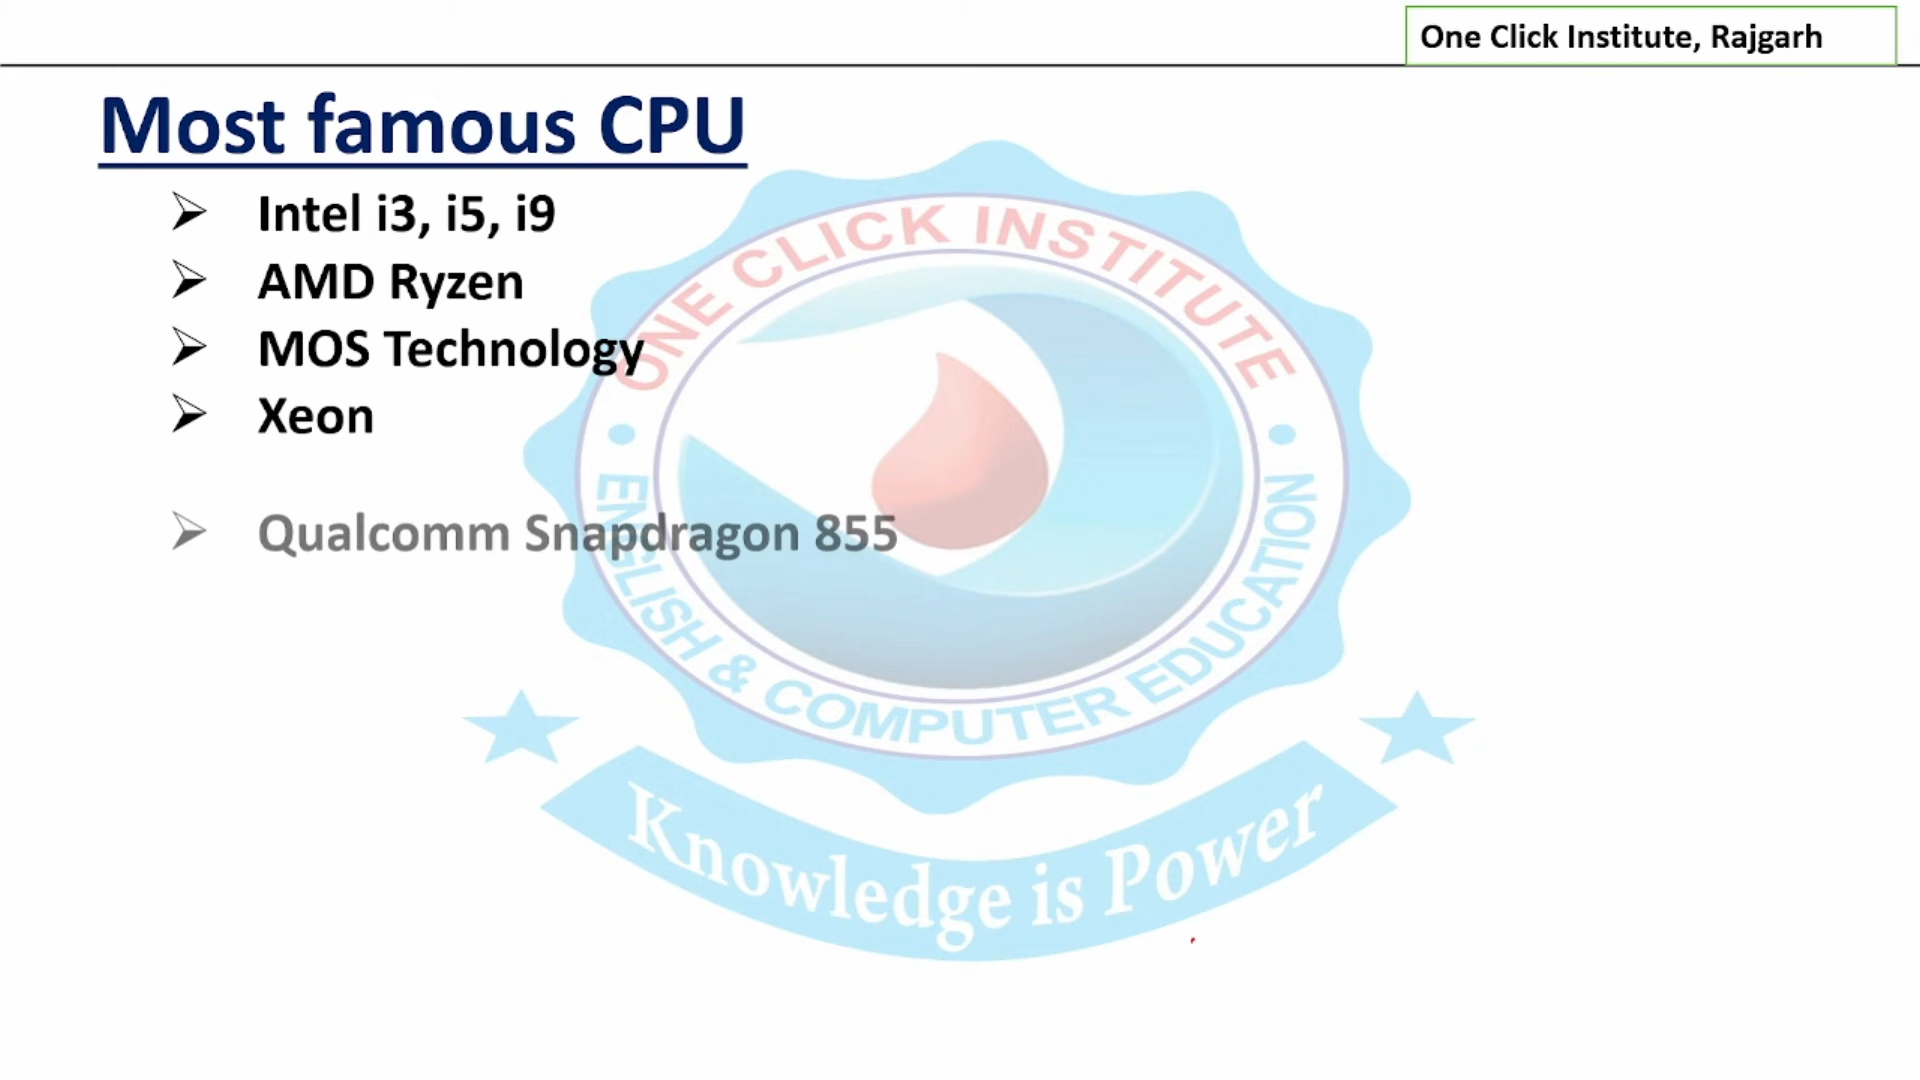 One Click Institute, Rajgarh
Most famous CPU
Intel i3, i5, i9
AMD Ryzen
MOS Technology
Xeon
Qualcomm Snapdragon 855
ONE CLICK INSTITUTE
ENGLISH & COMPUTER EDUCATION
Knowledge is Power